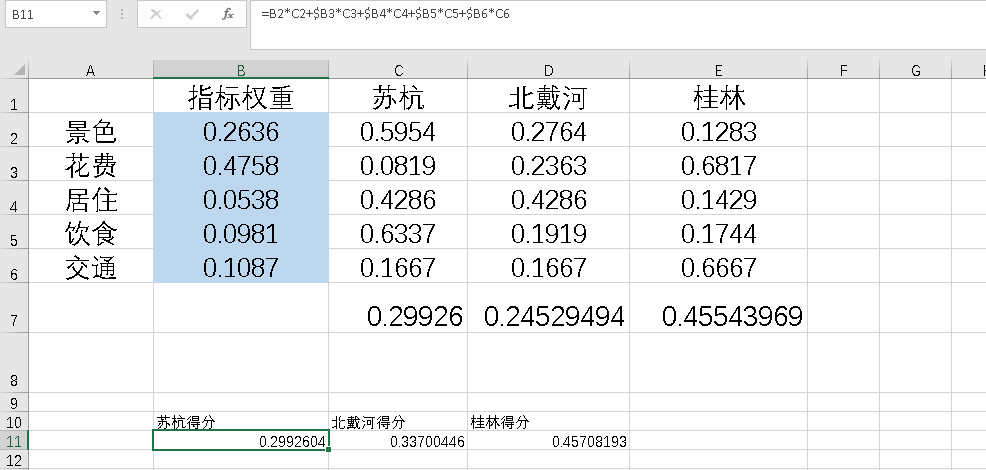 B11 fx =B2*C2+$B3*C3+$B4*C4+$B5*C5+$B6*C6
A B C D E F G
1 指标权重 苏杭 北戴河 桂林
2 景色 0.2636 0.5954 0.2764 0.1283
3 花费 0.4758 0.0819 0.2363 0.6817
4 居住 0.0538 0.4286 0.4286 0.1429
5 饮食 0.0981 0.6337 0.1919 0.1744
6 交通 0.1087 0.1667 0.1667 0.6667
7 0.29926 0.24529494 0.45543969
8
9
10 苏杭得分 北戴河得分 桂林得分
11 0.2992604 0.33700446 0.45708193
12